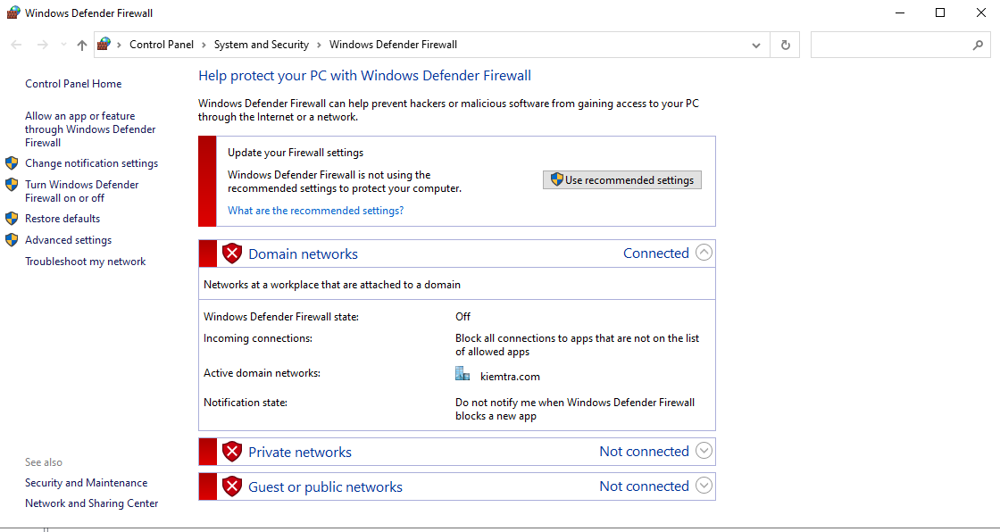 Windows Defender Firewall
Control Panel > System and Security > Windows Defender Firewall
Control Panel Home
Allow an app or feature
through Windows Defender
Firewall
Change notification settings
Turn Windows Defender
Firewall on or off
Restore defaults
Advanced settings
Troubleshoot my network
See also
Security and Maintenance
Network and Sharing Center
Help protect your PC with Windows Defender Firewall
Windows Defender Firewall can help prevent hackers or malicious software from gaining access to your PC
through the Internet or a network.
Update your Firewall settings
Windows Defender Firewall is not using the
recommended settings to protect your computer.
Use recommended settings
What are the recommended settings?
Domain networks Connected
Networks at a workplace that are attached to a domain
Windows Defender Firewall state: Off
Incoming connections: Block all connections to apps that are not on the list
of allowed apps
Active domain networks: kiemtra.com
Notification state: Do not notify me when Windows Defender Firewall
blocks a new app
Private networks Not connected
Guest or public networks Not connected